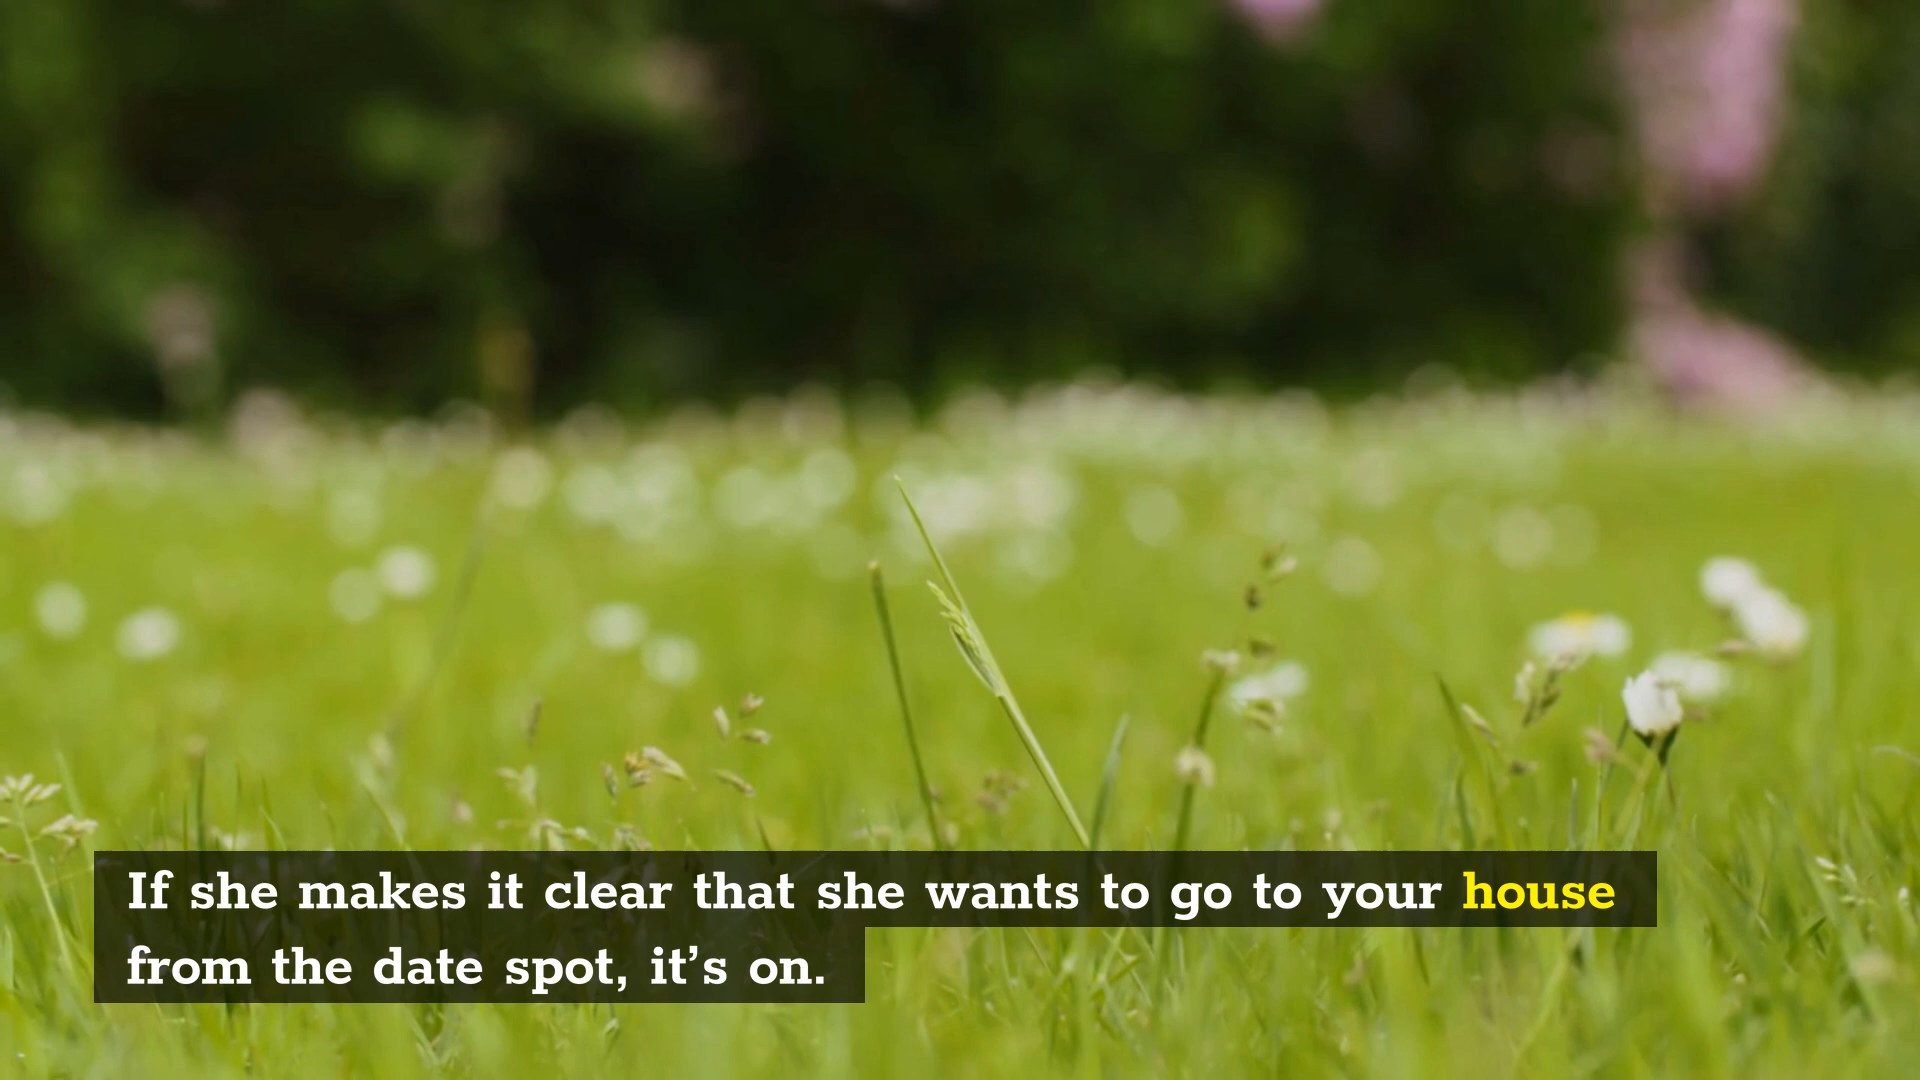 If she makes it clear that she wants to go to your house
from the date spot, it’s on.